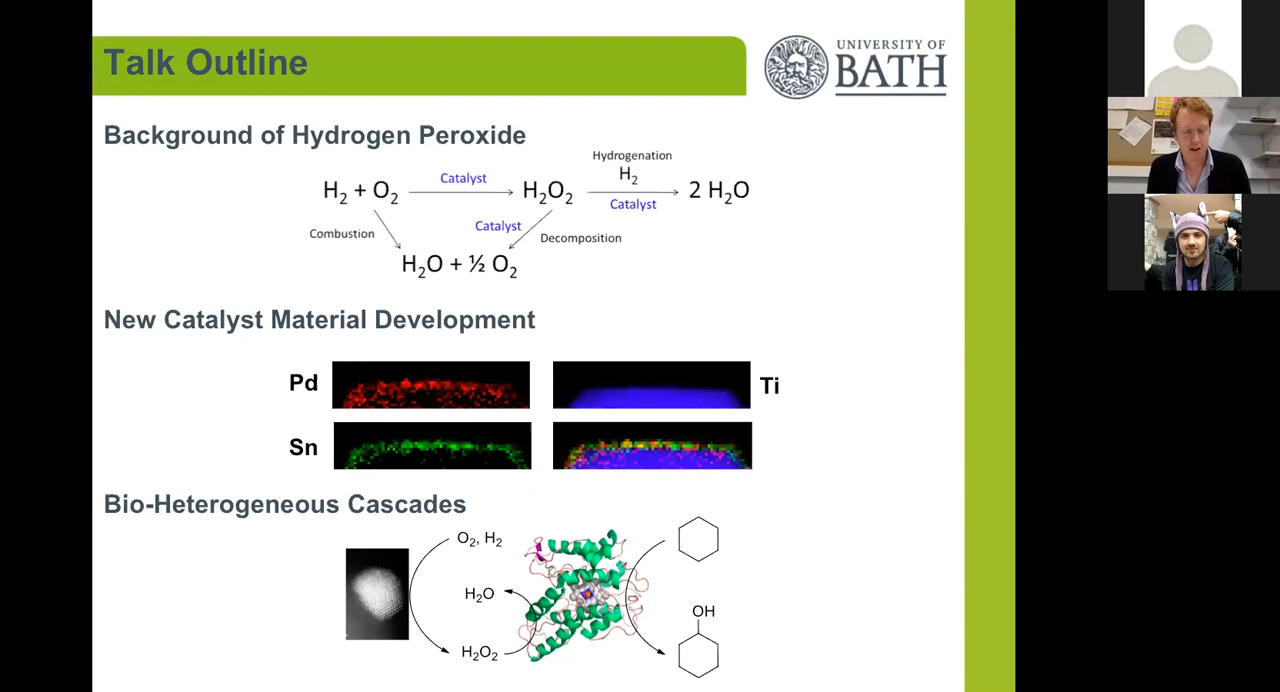 Talk Outline
UNIVERSITY OF
BATH
Background of Hydrogen Peroxide
Hydrogenation
H₂ + O₂
Catalyst
H₂O₂
H₂
Catalyst
2 H₂O
Combustion
Catalyst
Decomposition
H₂O + ½ O₂
New Catalyst Material Development
Pd
Ti
Sn
Bio-Heterogeneous Cascades
O₂, H₂
H₂O
OH
H₂O₂